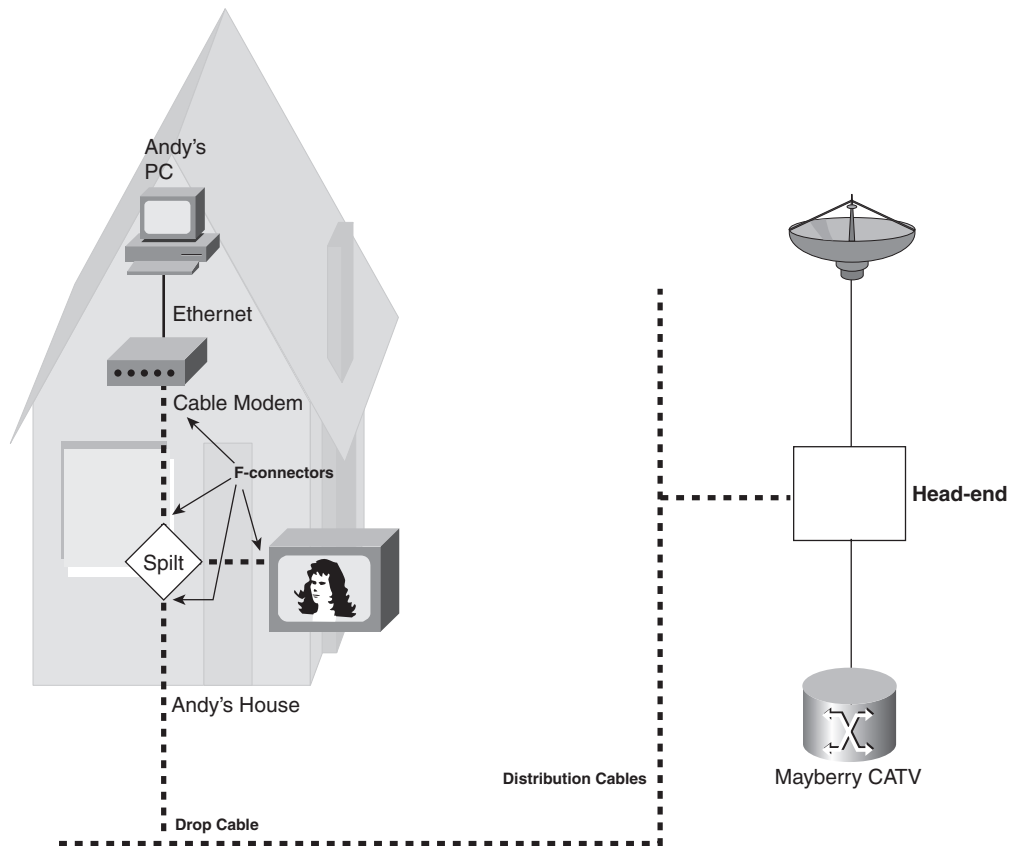 Andy's
PC
Ethernet
Cable Modem
F-connectors
Head-end
Spilt
Andy's House
Distribution Cables
Mayberry CATV
Drop Cable